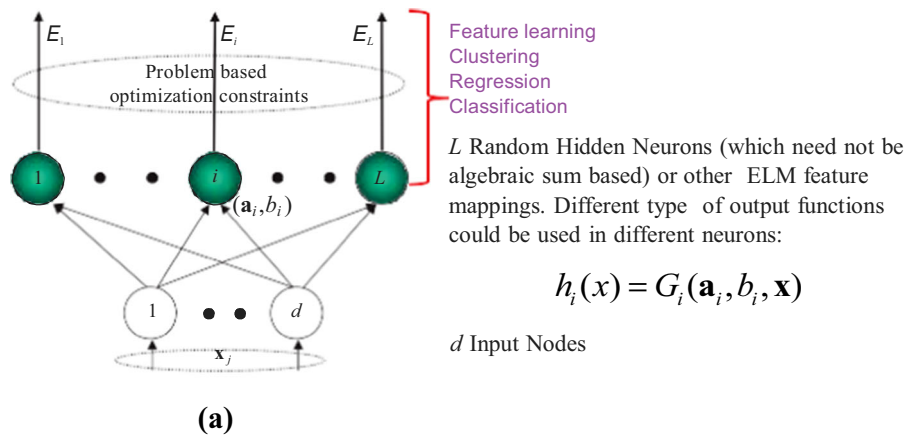 E₁ Eᵢ E_L
Problem based
optimization constraints
1 i L
(aᵢ,bᵢ)
1 d
xⱼ
(a)
Feature learning
Clustering
Regression
Classification
L Random Hidden Neurons (which need not be
algebraic sum based) or other ELM feature
mappings. Different type of output functions
could be used in different neurons:
hᵢ(x) = Gᵢ(aᵢ,bᵢ,x)
d Input Nodes